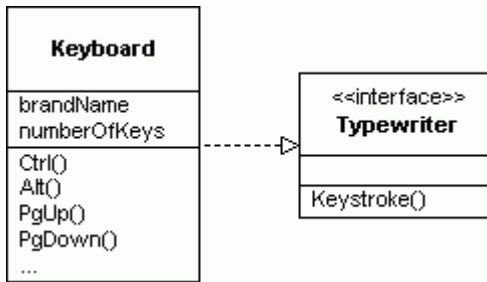 Keyboard
brandName
numberOfKeys
Ctrl()
Alt()
PgUp()
PgDown()
...
<<interface>>
Typewriter
Keystroke()